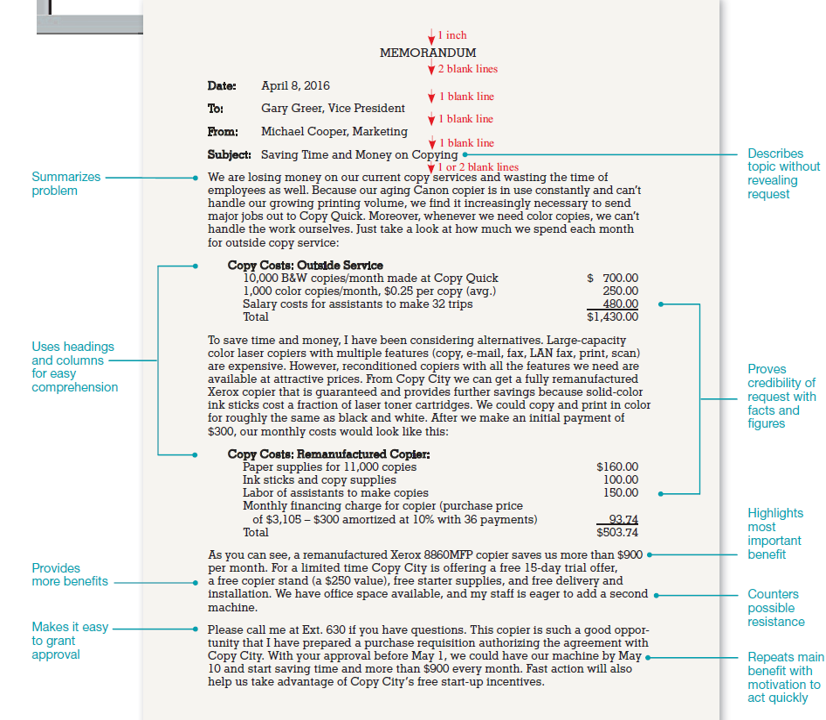 1 inch
MEMORANDUM
2 blank lines
Date: April 8, 2016
1 blank line
To: Gary Greer, Vice President
1 blank line
From: Michael Cooper, Marketing
1 blank line
Subject: Saving Time and Money on Copying
Describes
topic without
revealing
request
1 or 2 blank lines
Summarizes
problem
We are losing money on our current copy services and wasting the time of
employees as well. Because our aging Canon copier is in use constantly and can't
handle our growing printing volume, we find it increasingly necessary to send
major jobs out to Copy Quick. Moreover, whenever we need color copies, we can't
handle the work ourselves. Just take a look at how much we spend each month
for outside copy service:
Copy Costs: Outside Service
10,000 B&W copies/month made at Copy Quick $ 700.00
1,000 color copies/month, $0.25 per copy (avg.) 250.00
Salary costs for assistants to make 32 trips 480.00
Total $1,430.00
Uses headings
and columns
for easy
comprehension
To save time and money, I have been considering alternatives. Large-capacity
color laser copiers with multiple features (copy, e-mail, fax, LAN fax, print, scan)
are expensive. However, reconditioned copiers with all the features we need are
available at attractive prices. From Copy City we can get a fully remanufactured
Xerox copier that is guaranteed and provides further savings because solid-color
ink sticks cost a fraction of laser toner cartridges. We could copy and print in color
for roughly the same as black and white. After we make an initial payment of
$300, our monthly costs would look like this:
Proves
credibility of
request with
facts and
figures
Copy Costs: Remanufactured Copier:
Paper supplies for 11,000 copies $160.00
Ink sticks and copy supplies 100.00
Labor of assistants to make copies 150.00
Monthly financing charge for copier (purchase price
of $3,105 – $300 amortized at 10% with 36 payments) 93.74
Total $503.74
Highlights
most
important
benefit
As you can see, a remanufactured Xerox 8860MFP copier saves us more than $900
per month. For a limited time Copy City is offering a free 15-day trial offer,
a free copier stand (a $250 value), free starter supplies, and free delivery and
installation. We have office space available, and my staff is eager to add a second
machine.
Provides
more benefits
Counters
possible
resistance
Makes it easy
to grant
approval
Please call me at Ext. 630 if you have questions. This copier is such a good oppor-
tunity that I have prepared a purchase requisition authorizing the agreement with
Copy City. With your approval before May 1, we could have our machine by May
10 and start saving time and more than $900 every month. Fast action will also
help us take advantage of Copy City's free start-up incentives.
Repeats main
benefit with
motivation to
act quickly